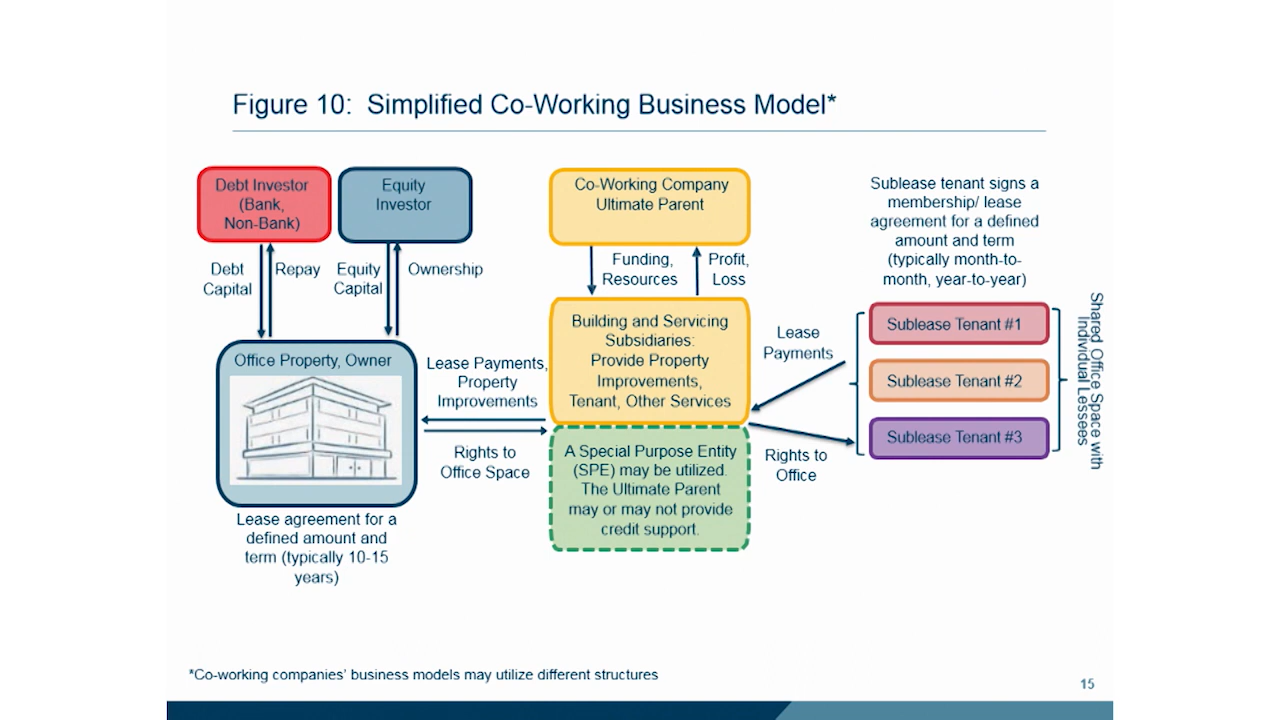 Figure 10: Simplified Co-Working Business Model*
Debt Investor
(Bank,
Non-Bank)
Equity
Investor
Co-Working Company
Ultimate Parent
Sublease tenant signs a
membership/ lease
agreement for a defined
amount and term
(typically month-to-
month, year-to-year)
Debt
Capital
Repay
Equity
Capital
Ownership
Funding,
Resources
Profit,
Loss
Office Property, Owner
Lease Payments,
Property
Improvements
Rights to
Office Space
Building and Servicing
Subsidiaries:
Provide Property
Improvements,
Tenant, Other Services
A Special Purpose Entity
(SPE) may be utilized.
The Ultimate Parent
may or may not provide
credit support.
Lease
Payments
Rights to
Office
Sublease Tenant #1
Sublease Tenant #2
Sublease Tenant #3
Shared Office Space with
Individual Lessees
Lease agreement for a
defined amount and
term (typically 10-15
years)
*Co-working companies' business models may utilize different structures
15